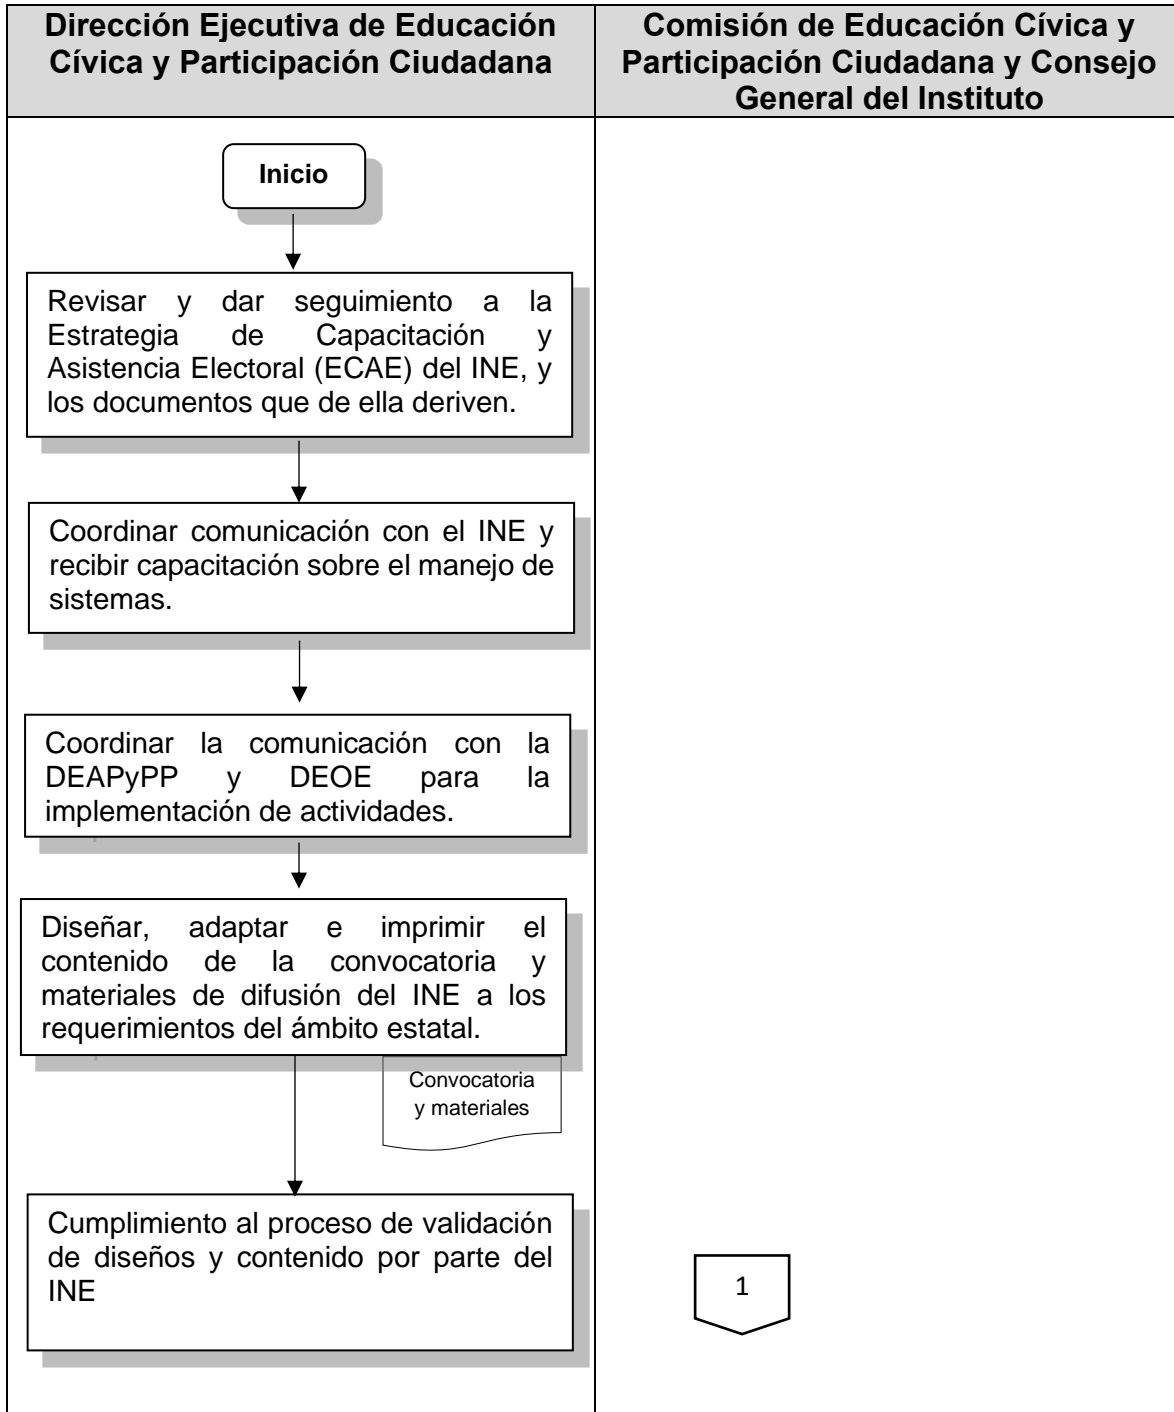 Dirección Ejecutiva de Educación
Cívica y Participación Ciudadana
Comisión de Educación Cívica y
Participación Ciudadana y Consejo
General del Instituto
Inicio
Revisar y dar seguimiento a la
Estrategia de Capacitación y
Asistencia Electoral (ECAE) del INE, y
los documentos que de ella deriven.
Coordinar comunicación con el INE y
recibir capacitación sobre el manejo de
sistemas.
Coordinar la comunicación con la
DEAPyPP y DEOE para la
implementación de actividades.
Diseñar, adaptar e imprimir el
contenido de la convocatoria y
materiales de difusión del INE a los
requerimientos del ámbito estatal.
Convocatoria
y materiales
Cumplimiento al proceso de validación
de diseños y contenido por parte del
INE
1